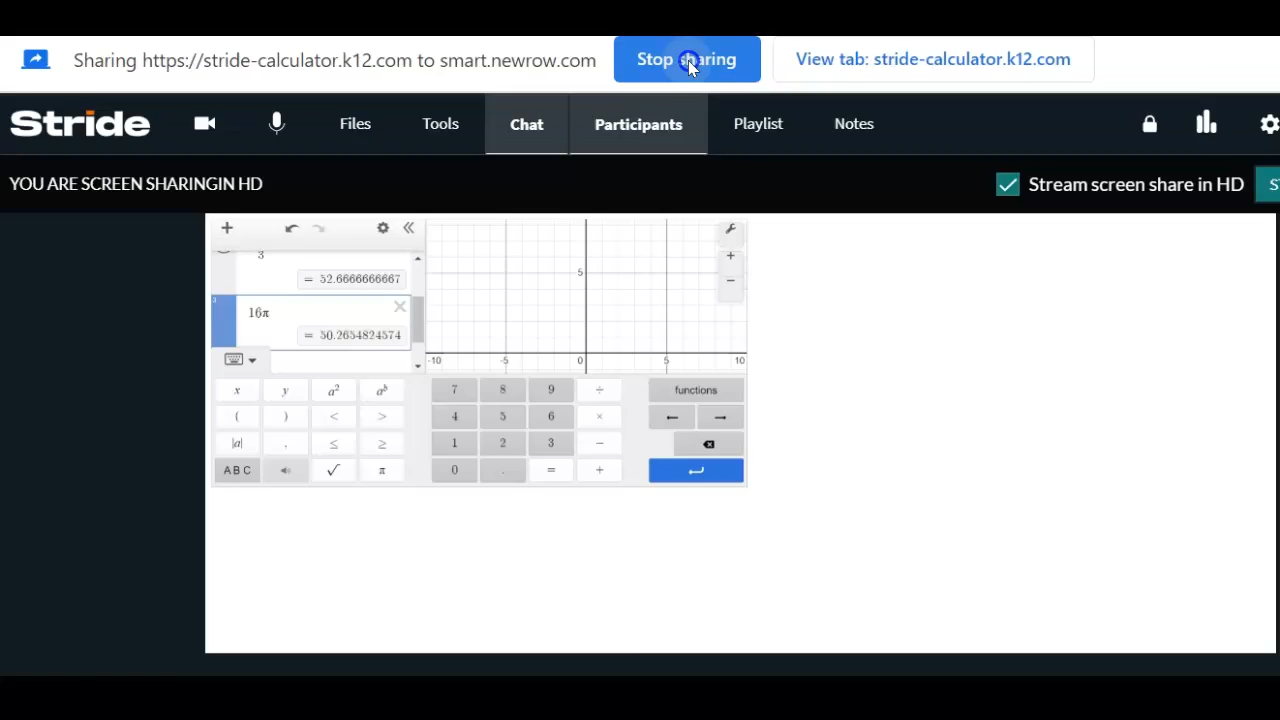 Sharing https://stride-calculator.k12.com to smart.newrow.com Stop sharing View tab: stride-calculator.k12.com
Stride Files Tools Chat Participants Playlist Notes
YOU ARE SCREEN SHARINGIN HD Stream screen share in HD
3
= 52.6666666667
3
16π
= 50.2654824574
5
-10 -5 0 5 10
x y a² aᵇ 7 8 9 ÷ functions
( ) < > 4 5 6 × ← →
|a| , ≤ ≥ 1 2 3 −
A B C √ π 0 . = +